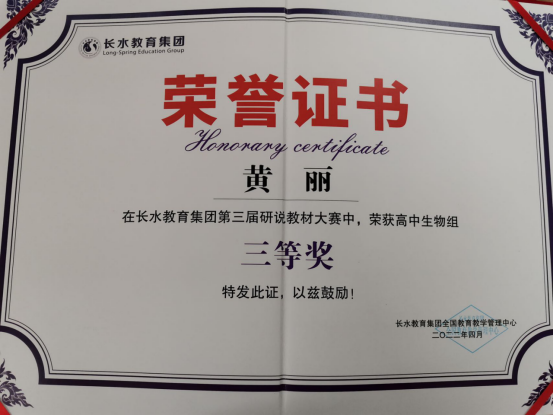 长水教育集团
Long-Spring Education Group
荣誉证书
Honorary certificate
黄丽
在长水教育集团第三届研说教材大赛中，荣获高中生物组
三等奖
特发此证，以兹鼓励！
长水教育集团全国教育教学管理中心
二〇二二年四月